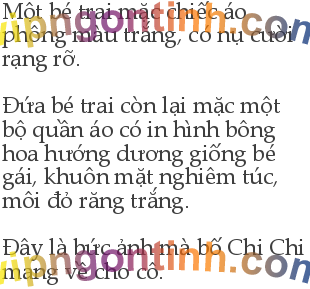 Một bé trai mặc chiếc áo
phông màu trắng, có nụ cười
rạng rỡ.
Đứa bé trai còn lại mặc một
bộ quần áo có in hình bông
hoa hướng dương giống bé
gái, khuôn mặt nghiêm túc,
môi đỏ răng trắng.
Đây là bức ảnh mà bố Chi Chi
mang về cho cô.